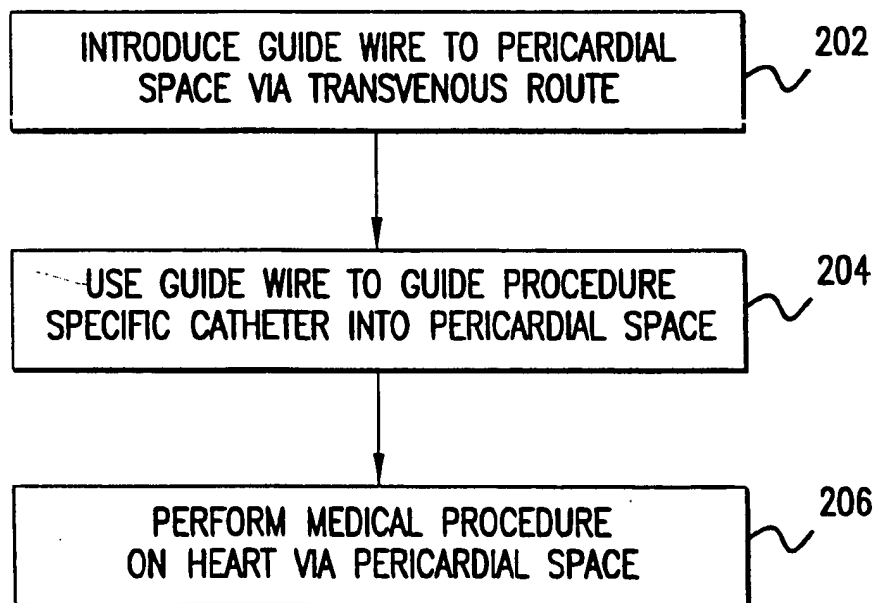 INTRODUCE GUIDE WIRE TO PERICARDIAL
SPACE VIA TRANSVENOUS ROUTE
202
USE GUIDE WIRE TO GUIDE PROCEDURE
SPECIFIC CATHETER INTO PERICARDIAL SPACE
204
PERFORM MEDICAL PROCEDURE
ON HEART VIA PERICARDIAL SPACE
206